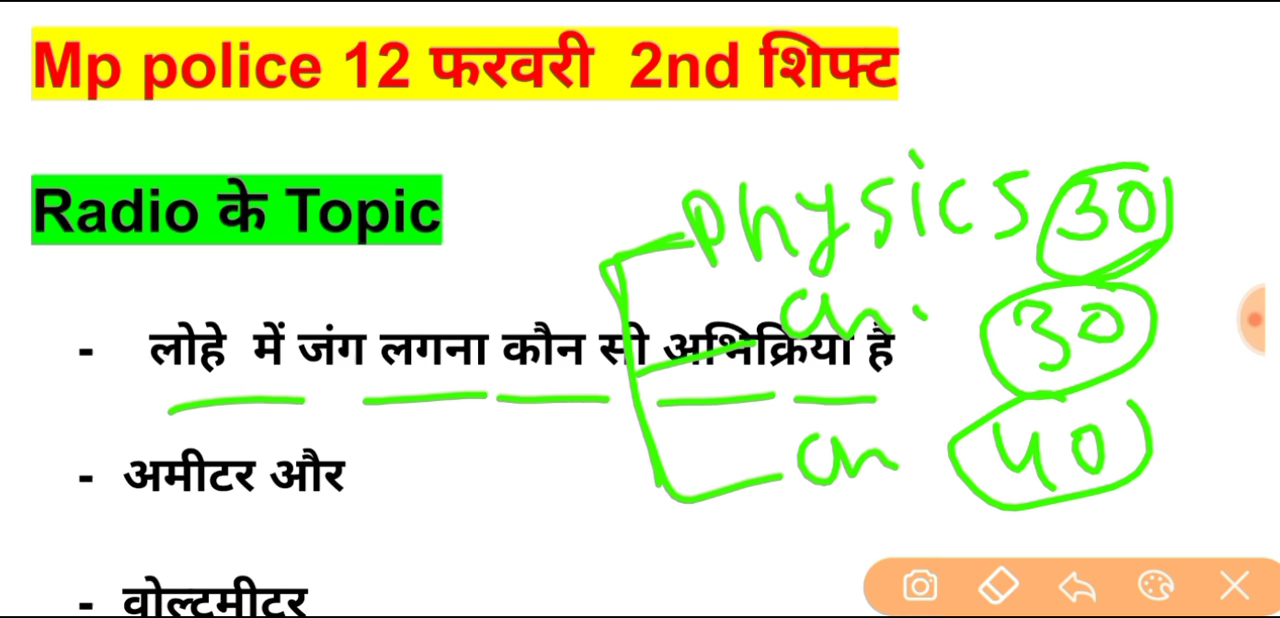 Mp police 12 फरवरी 2nd शिफ्ट
Radio के Topic
Physics 30
- लोहे में जंग लगना कौन सी अभिक्रिया है
Ch. 30
- अमीटर और
Ch 40
- वोल्टमीटर